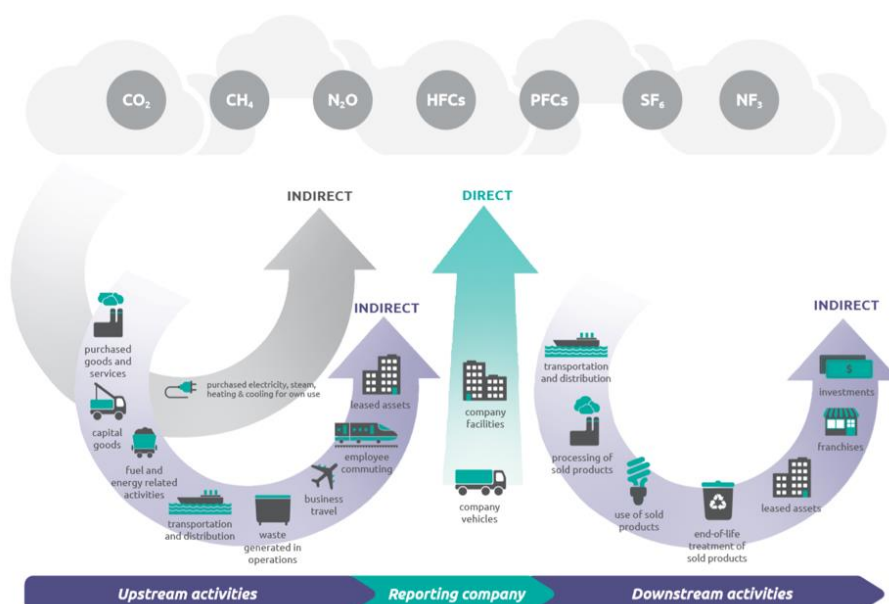 CO₂
CH₄
N₂O
HFCs
PFCs
SF₆
NF₃
INDIRECT
DIRECT
INDIRECT
INDIRECT
purchased
goods and
services
capital
goods
fuel and
energy related
activities
transportation
and distribution
waste
generated in
operations
business
travel
employee
commuting
leased assets
purchased electricity, steam,
heating & cooling for own use
company
facilities
company
vehicles
transportation
and distribution
processing of
sold products
use of sold
products
end-of-life
treatment of
sold products
leased assets
franchises
$
investments
Upstream activities
Reporting company
Downstream activities